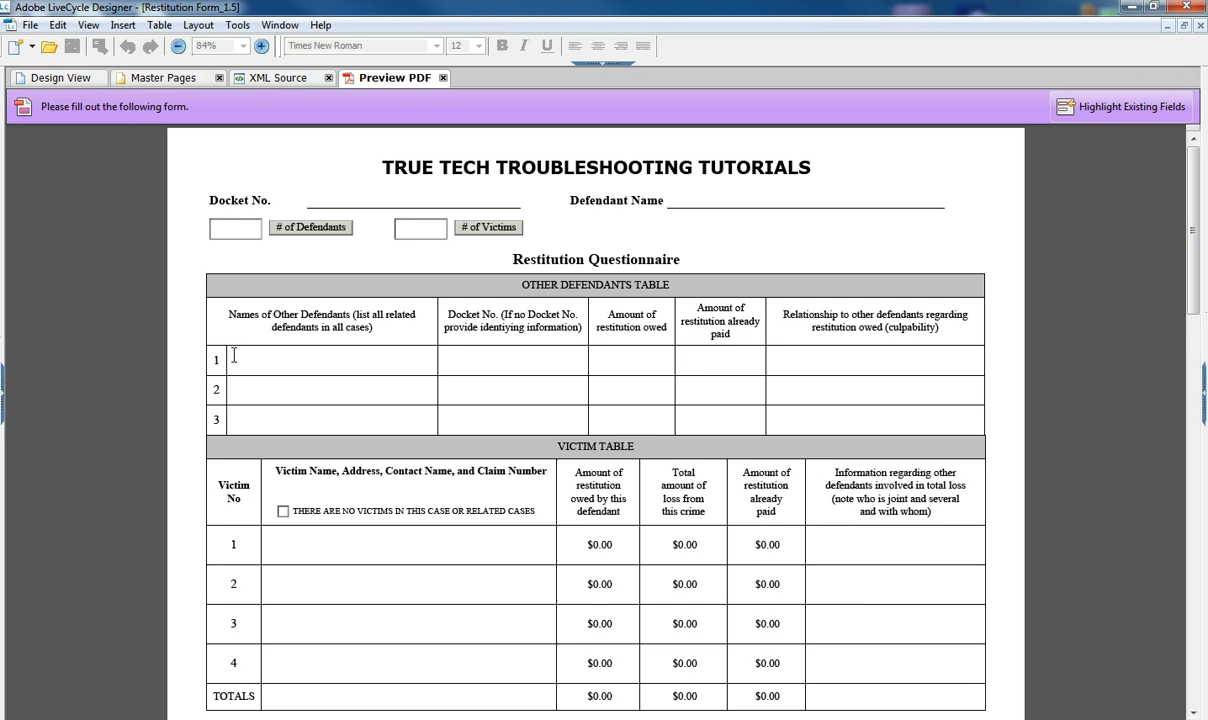 Adobe LiveCycle Designer - [Restitution Form_1.5]
File Edit View Insert Table Layout Tools Window Help
84% Times New Roman 12 B I U
Design View Master Pages XML Source Preview PDF
Please fill out the following form. Highlight Existing Fields
TRUE TECH TROUBLESHOOTING TUTORIALS
Docket No. Defendant Name
# of Defendants # of Victims
Restitution Questionnaire
OTHER DEFENDANTS TABLE
Names of Other Defendants (list all related
defendants in all cases)
Docket No. (If no Docket No.
provide identiying information)
Amount of
restitution owed
Amount of
restitution already
paid
Relationship to other defendants regarding
restitution owed (culpability)
1
2
3
VICTIM TABLE
Victim
No
Victim Name, Address, Contact Name, and Claim Number
THERE ARE NO VICTIMS IN THIS CASE OR RELATED CASES
Amount of
restitution
owed by this
defendant
Total
amount of
loss from
this crime
Amount of
restitution
already
paid
Information regarding other
defendants involved in total loss
(note who is joint and several
and with whom)
1 $0.00 $0.00 $0.00
2 $0.00 $0.00 $0.00
3 $0.00 $0.00 $0.00
4 $0.00 $0.00 $0.00
TOTALS $0.00 $0.00 $0.00